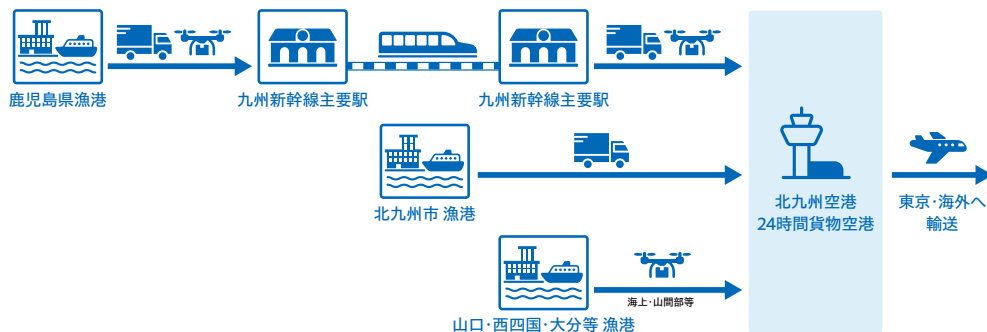 鹿児島県漁港
九州新幹線主要駅
九州新幹線主要駅
北九州市 漁港
北九州空港
24時間貨物空港
東京・海外へ
輸送
海上・山間部等
山口・西四国・大分等 漁港